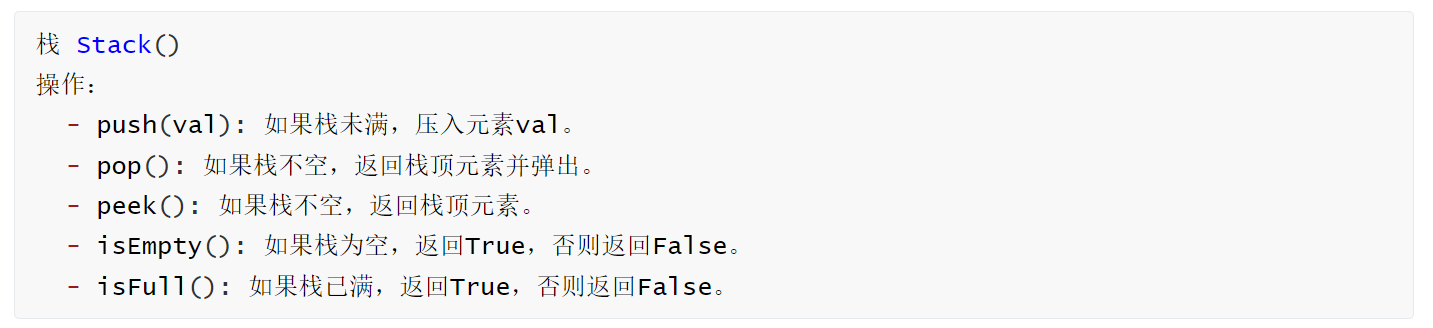 栈 Stack()
操作:
- push(val): 如果栈未满，压入元素val。
- pop(): 如果栈不空，返回栈顶元素并弹出。
- peek(): 如果栈不空，返回栈顶元素。
- isEmpty(): 如果栈为空，返回True，否则返回False。
- isFull(): 如果栈已满，返回True，否则返回False。